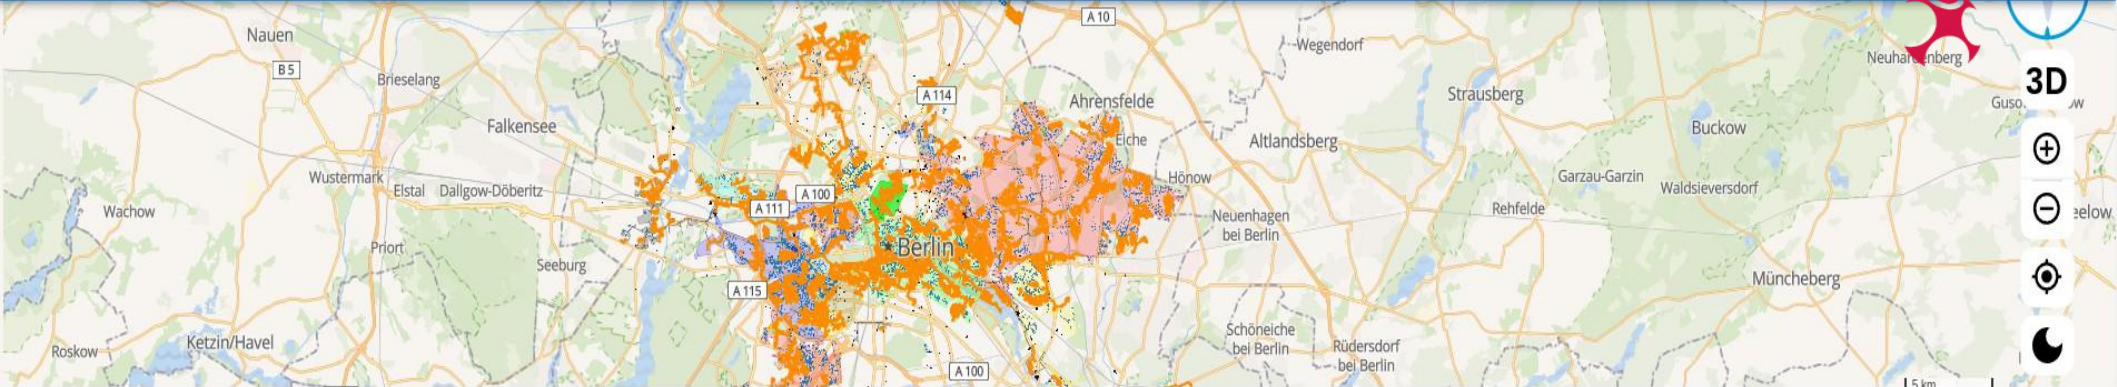 A 10
Nauen
Wegendorf
Neuhardenberg
B 5
Brieselang
3D
A 114
Ahrensfelde
Strausberg
Falkensee
Buckow
Eiche
Altlandsberg
Wustermark
Elstal
Dallgow-Döberitz
Hönow
Garzau-Garzin
Waldsieversdorf
A 100
A 111
Wachow
Rehfelde
Neuenhagen
bei Berlin
Priort
Berlin
Seeburg
Müncheberg
A 115
Schöneiche
bei Berlin
Rüdersdorf
bei Berlin
Ketzin/Havel
Roskow
A 100
5 km